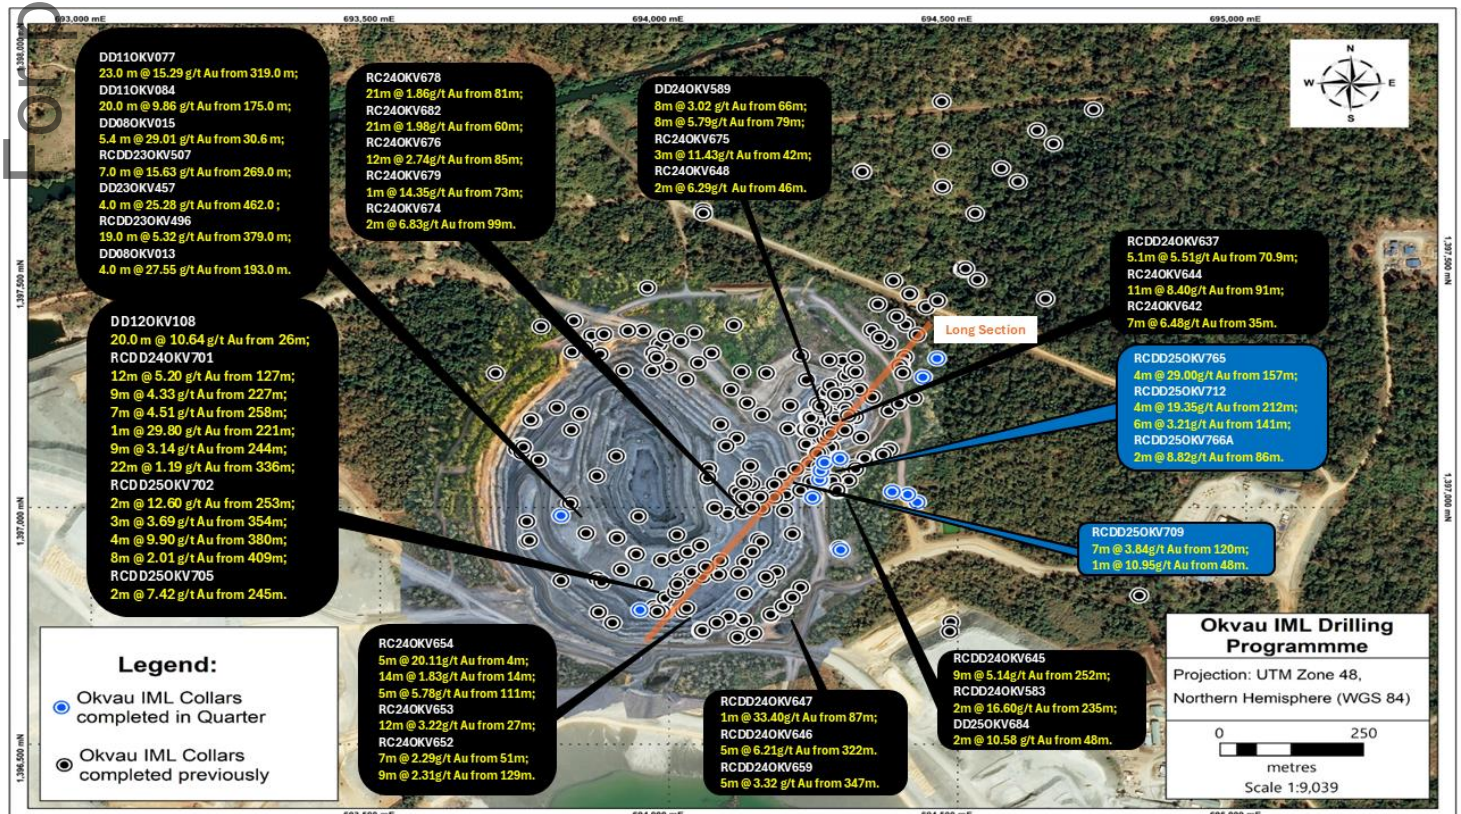 For p
693,000 mE
693,500 mE
694,000 mE
694,500 mE
695,000 mE
1,398,000 mN
1,397,500 mN
1,397,000 mN
1,396,500 mN
1,397,500 mN
1,397,000 mN
N
W
E
S
DD11OKV077
23.0 m @ 15.29 g/t Au from 319.0 m;
DD11OKV084
20.0 m @ 9.86 g/t Au from 175.0 m;
DD08OKV015
5.4 m @ 29.01 g/t Au from 30.6 m;
RCDD23OKV507
7.0 m @ 15.63 g/t Au from 269.0 m;
DD23OKV457
4.0 m @ 25.28 g/t Au from 462.0 ;
RCDD23OKV496
19.0 m @ 5.32 g/t Au from 379.0 m;
DD08OKV013
4.0 m @ 27.55 g/t Au from 193.0 m.
RC24OKV678
21m @ 1.86g/t Au from 81m;
RC24OKV682
21m @ 1.98g/t Au from 60m;
RC24OKV676
12m @ 2.74g/t Au from 85m;
RC24OKV679
1m @ 14.35g/t Au from 73m;
RC24OKV674
2m @ 6.83g/t Au from 99m.
DD24OKV589
8m @ 3.02 g/t Au from 66m;
8m @ 5.79g/t Au from 79m;
RC24OKV675
3m @ 11.43g/t Au from 42m;
RC24OKV648
2m @ 6.29g/t Au from 46m.
RCDD24OKV637
5.1m @ 5.51g/t Au from 70.9m;
RC24OKV644
11m @ 8.40g/t Au from 91m;
RC24OKV642
7m @ 6.48g/t Au from 35m.
Long Section
DD12OKV108
20.0 m @ 10.64 g/t Au from 26m;
RCDD24OKV701
12m @ 5.20 g/t Au from 127m;
9m @ 4.33 g/t Au from 227m;
7m @ 4.51 g/t Au from 258m;
1m @ 29.80 g/t Au from 221m;
9m @ 3.14 g/t Au from 244m;
22m @ 1.19 g/t Au from 336m;
RCDD25OKV702
2m @ 12.60 g/t Au from 253m;
3m @ 3.69 g/t Au from 354m;
4m @ 9.90 g/t Au from 380m;
8m @ 2.01 g/t Au from 409m;
RCDD25OKV705
2m @ 7.42 g/t Au from 245m.
RCDD25OKV765
4m @ 29.00g/t Au from 157m;
RCDD25OKV712
4m @ 19.35g/t Au from 212m;
6m @ 3.21g/t Au from 141m;
RCDD25OKV766A
2m @ 8.82g/t Au from 86m.
RCDD25OKV709
7m @ 3.84g/t Au from 120m;
1m @ 10.95g/t Au from 48m.
RC24OKV654
5m @ 20.11g/t Au from 4m;
14m @ 1.83g/t Au from 14m;
5m @ 5.78g/t Au from 111m;
RC24OKV653
12m @ 3.22g/t Au from 27m;
RC24OKV652
7m @ 2.29g/t Au from 51m;
9m @ 2.31g/t Au from 129m.
RCDD24OKV647
1m @ 33.40g/t Au from 87m;
RCDD24OKV646
5m @ 6.21g/t Au from 322m.
RCDD24OKV659
5m @ 3.32 g/t Au from 347m.
RCDD24OKV645
9m @ 5.14g/t Au from 252m;
RCDD24OKV583
2m @ 16.60g/t Au from 235m;
DD25OKV684
2m @ 10.58 g/t Au from 48m.
Legend:
Okvau IML Collars
completed in Quarter
Okvau IML Collars
completed previously
Okvau IML Drilling
Programmme
Projection: UTM Zone 48,
Northern Hemisphere (WGS 84)
0 250
metres
Scale 1:9,039